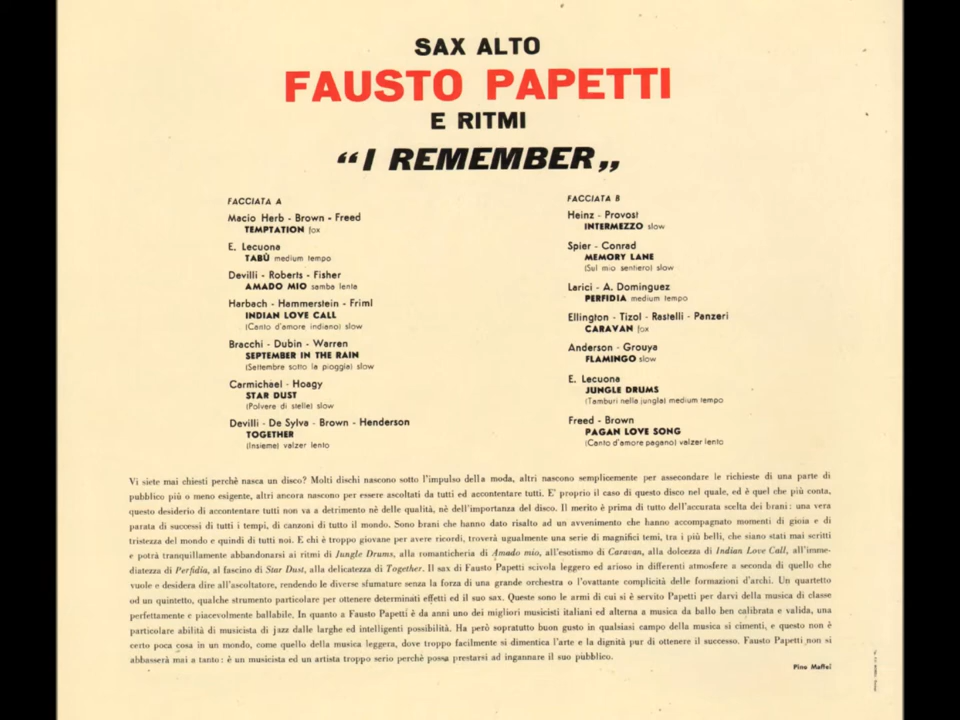 SAX ALTO
FAUSTO PAPETTI
E RITMI
“I REMEMBER„
FACCIATA A
Macio Herb - Brown - Freed
TEMPTATION fox
E. Lecuona
TABÙ medium tempo
Devilli - Roberts - Fisher
AMADO MIO samba lenta
Harbach - Hammerstein - Friml
INDIAN LOVE CALL
(Canto d'amore indiano) slow
Bracchi - Dubin - Warren
SEPTEMBER IN THE RAIN
(Settembre sotto la pioggia) slow
Carmichael - Hoagy
STAR DUST
(Polvere di stelle) slow
Devilli - De Sylva - Brown - Henderson
TOGETHER
(Insieme) valzer lento
FACCIATA B
Heinz - Provost
INTERMEZZO slow
Spier - Conrad
MEMORY LANE
(Sul mio sentiero) slow
Larici - A. Dominguez
PERFIDIA medium tempo
Ellington - Tizol - Rastelli - Panzeri
CARAVAN fox
Anderson - Grouya
FLAMINGO slow
E. Lecuona
JUNGLE DRUMS
(Tamburi nella jungla) medium tempo
Freed - Brown
PAGAN LOVE SONG
(Canto d'amore pagano) valzer lento
Vi siete mai chiesti perchè nasca un disco? Molti dischi nascono sotto l'impulso della moda, altri nascono semplicemente per assecondare le richieste di una parte di
pubblico più o meno esigente, altri ancora nascono per essere ascoltati da tutti ed accontentare tutti. E' proprio il caso di questo disco nel quale, ed è quel che più conta,
questo desiderio di accontentare tutti non va a detrimento nè delle qualità, nè dell'importanza del disco. Il merito è prima di tutto dell'accurata scelta dei brani: una vera
parata di successi di tutti i tempi, di canzoni di tutto il mondo. Sono brani che hanno dato risalto ad un avvenimento che hanno accompagnato momenti di gioia e di
tristezza del mondo e quindi di tutti noi. E chi è troppo giovane per avere ricordi, troverà ugualmente una serie di magnifici temi, tra i più belli, che siano stati mai scritti
e potrà tranquillamente abbandonarsi ai ritmi di Jungle Drums, alla romanticheria di Amado mio, all'esotismo di Caravan, alla dolcezza di Indian Love Call, all'imme-
diatezza di Perfidia, al fascino di Star Dust, alla delicatezza di Together. Il sax di Fausto Papetti scivola leggero ed arioso in differenti atmosfere a seconda di quello che
vuole e desidera dire all'ascoltatore, rendendo le diverse sfumature senza la forza di una grande orchestra o l'ovattante complicità delle formazioni d'archi. Un quartetto
od un quintetto, qualche strumento particolare per ottenere determinati effetti ed il suo sax. Queste sono le armi di cui si è servito Papetti per darvi della musica di classe
perfettamente e piacevolmente ballabile. In quanto a Fausto Papetti è da anni uno dei migliori musicisti italiani ed alterna a musica da ballo ben calibrata e valida, una
particolare abilità di musicista di jazz dalle larghe ed intelligenti possibilità. Ha però sopratutto buon gusto in qualsiasi campo della musica si cimenti, e questo non è
certo poca cosa in un mondo, come quello della musica leggera, dove troppo facilmente si dimentica l'arte e la dignità pur di ottenere il successo. Fausto Papetti non si
abbasserà mai a tanto: è un musicista ed un artista troppo serio perchè possa prestarsi ad ingannare il suo pubblico.
Pino Maffei